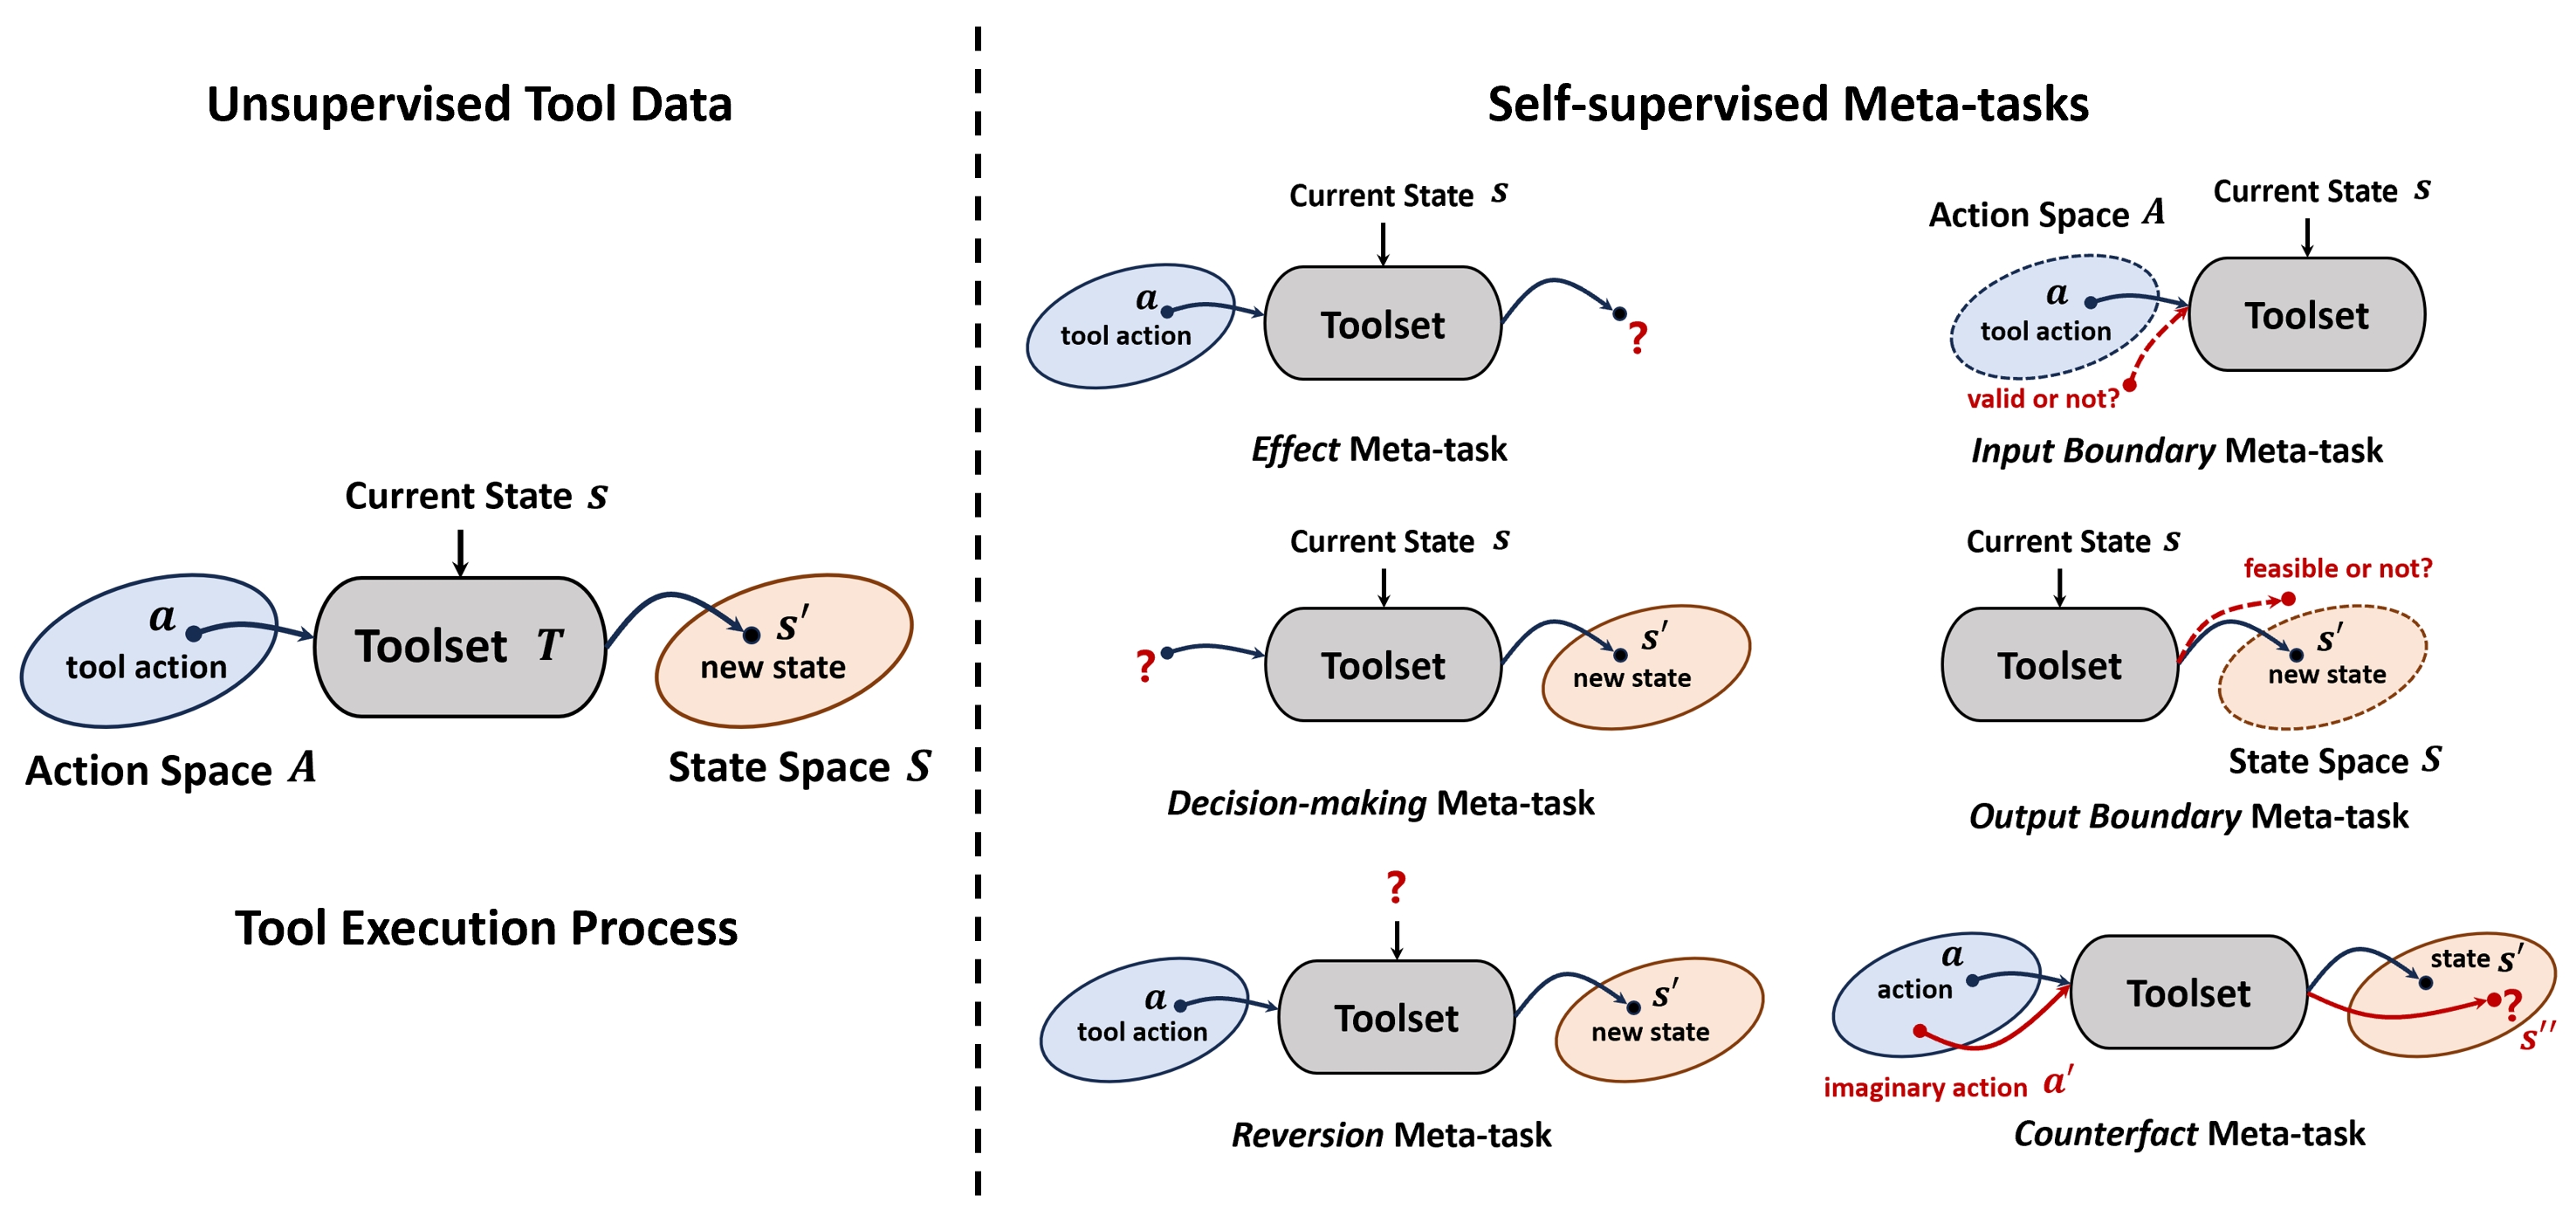 Unsupervised Tool Data
Current State s
a
tool action
Toolset T
s′
new state
Action Space A
State Space S
Tool Execution Process
Self-supervised Meta-tasks
Current State s
a
tool action
Toolset
?
Effect Meta-task
Current State s
Action Space A
a
tool action
Toolset
valid or not?
Input Boundary Meta-task
Current State s
?
Toolset
s′
new state
Decision-making Meta-task
Current State s
feasible or not?
Toolset
s′
new state
State Space S
Output Boundary Meta-task
?
a
tool action
Toolset
s′
new state
Reversion Meta-task
a
action
Toolset
state s′
?
s′′
imaginary action a′
Counterfact Meta-task